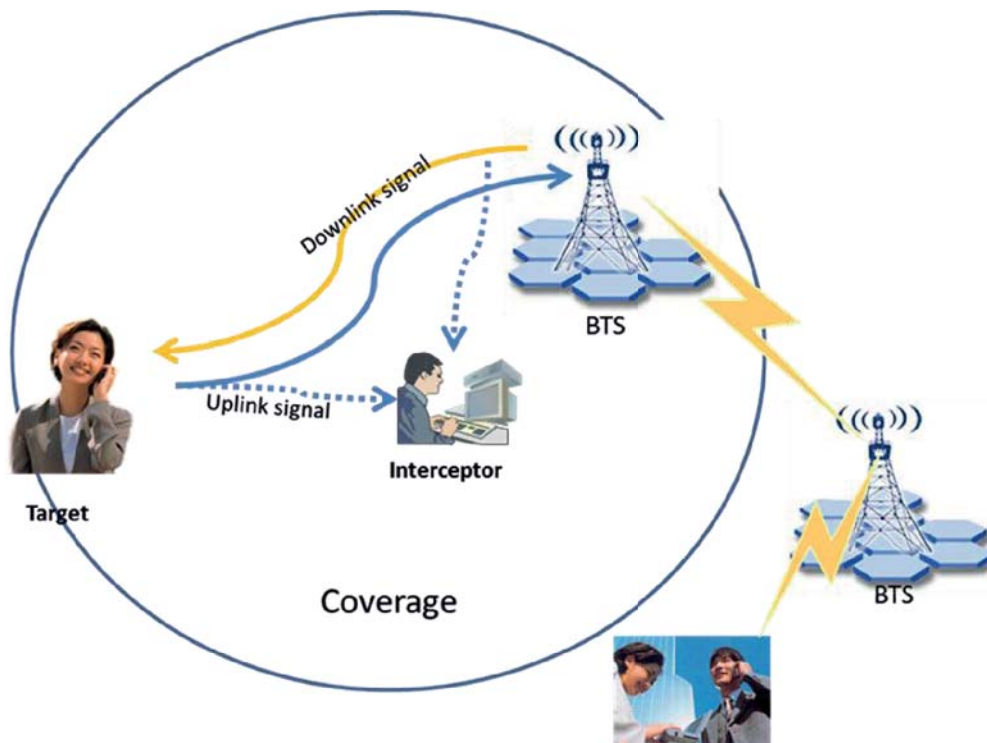 Downlink signal
BTS
Uplink signal
Interceptor
Target
BTS
Coverage